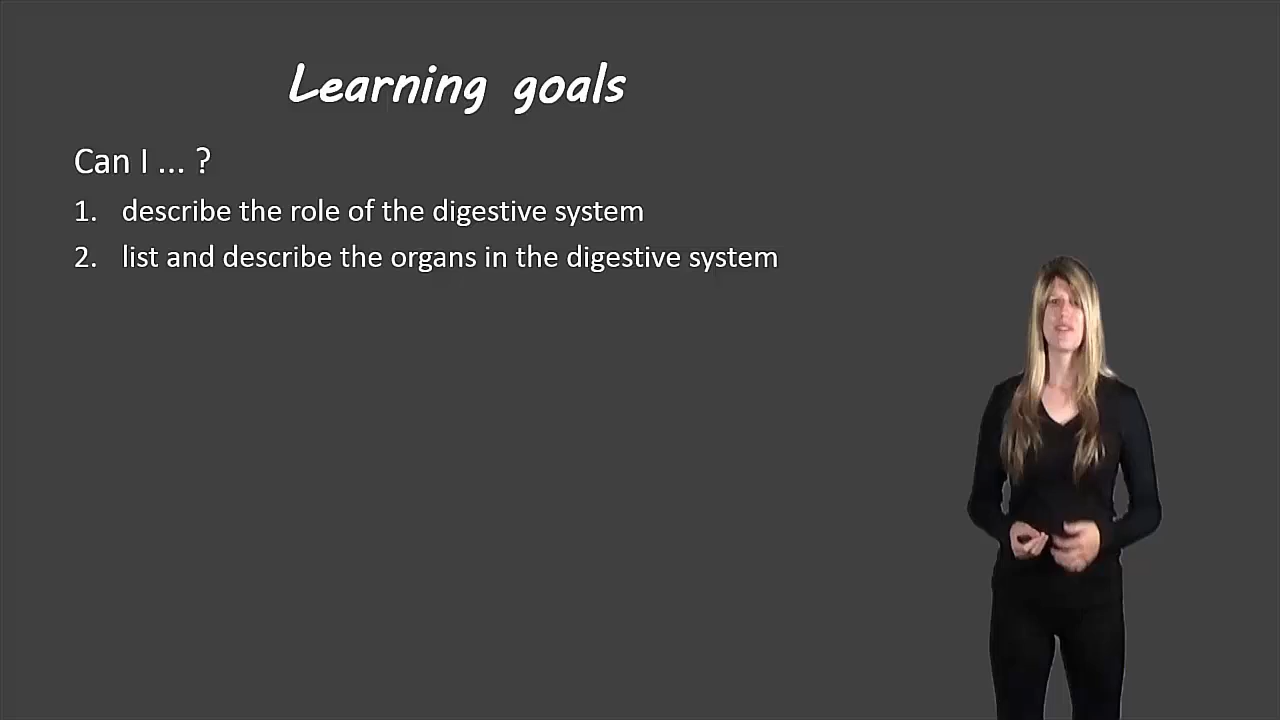 Learning goals
Can I ... ?
1. describe the role of the digestive system
2. list and describe the organs in the digestive system